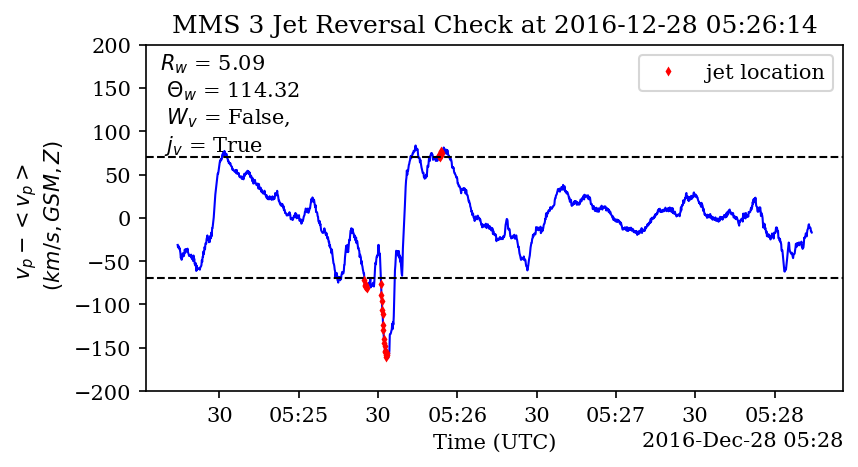 MMS 3 Jet Reversal Check at 2016-12-28 05:26:14
R_w = 5.09
Θ_w = 114.32
W_v = False,
j_v = True
jet location
v_p − <v_p>
(km/s, GSM, Z)
200
150
100
50
0
−50
−100
−150
−200
30 05:25 30 05:26 30 05:27 30 05:28
Time (UTC)
2016-Dec-28 05:28